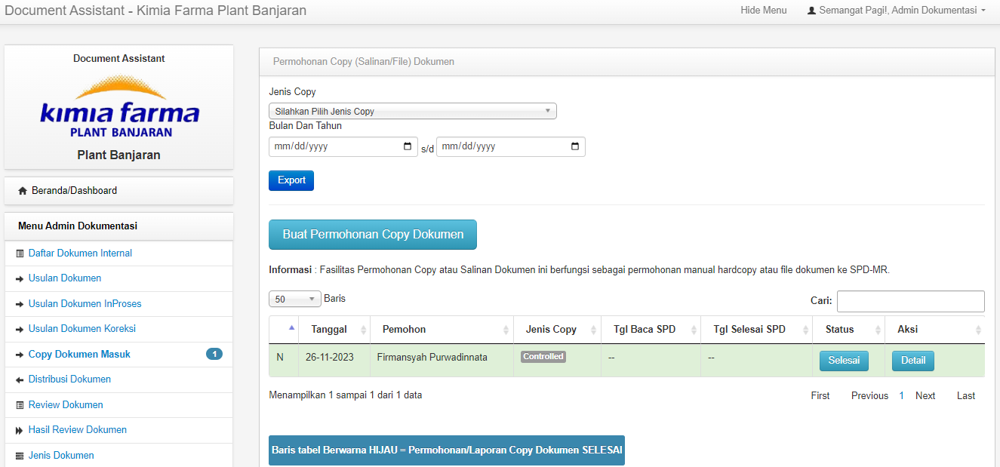 Document Assistant - Kimia Farma Plant Banjaran
Hide Menu
Semangat Pagi!, Admin Dokumentasi
Document Assistant
kimia farma
PLANT BANJARAN
Plant Banjaran
Beranda/Dashboard
Menu Admin Dokumentasi
Daftar Dokumen Internal
Usulan Dokumen
Usulan Dokumen InProses
Usulan Dokumen Koreksi
Copy Dokumen Masuk 1
Distribusi Dokumen
Review Dokumen
Hasil Review Dokumen
Jenis Dokumen
Permohonan Copy (Salinan/File) Dokumen
Jenis Copy
Silahkan Pilih Jenis Copy
Bulan Dan Tahun
mm/dd/yyyy s/d mm/dd/yyyy
Export
Buat Permohonan Copy Dokumen
Informasi : Fasilitas Permohonan Copy atau Salinan Dokumen ini berfungsi sebagai permohonan manual hardcopy atau file dokumen ke SPD-MR.
50 Baris Cari:
Tanggal Pemohon Jenis Copy Tgl Baca SPD Tgl Selesai SPD Status Aksi
N 26-11-2023 Firmansyah Purwadinnata Controlled -- -- Selesai Detail
Menampilkan 1 sampai 1 dari 1 data First Previous 1 Next Last
Baris tabel Berwarna HIJAU = Permohonan/Laporan Copy Dokumen SELESAI